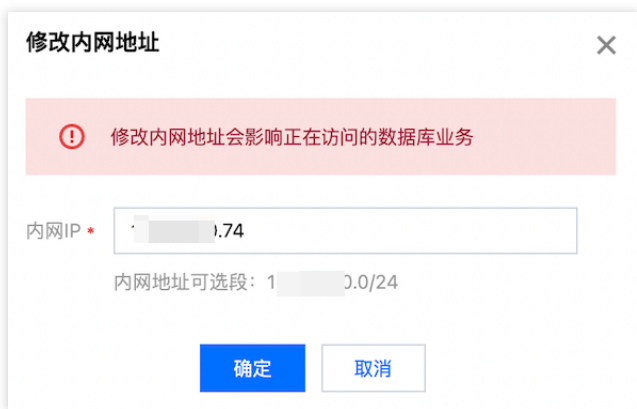 修改内网地址
修改内网地址会影响正在访问的数据库业务
内网IP *
.74
内网地址可选段：1 0.0/24
确定
取消